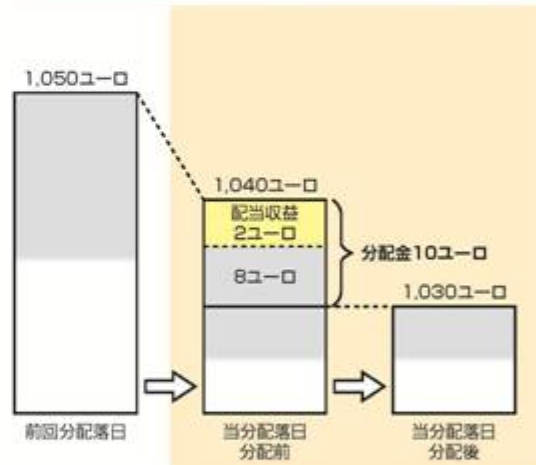 1,050ユーロ
1,040ユーロ
配当収益
2ユーロ
8ユーロ
分配金10ユーロ
1,030ユーロ
前回分配落日
当分配落日
分配前
当分配落日
分配後